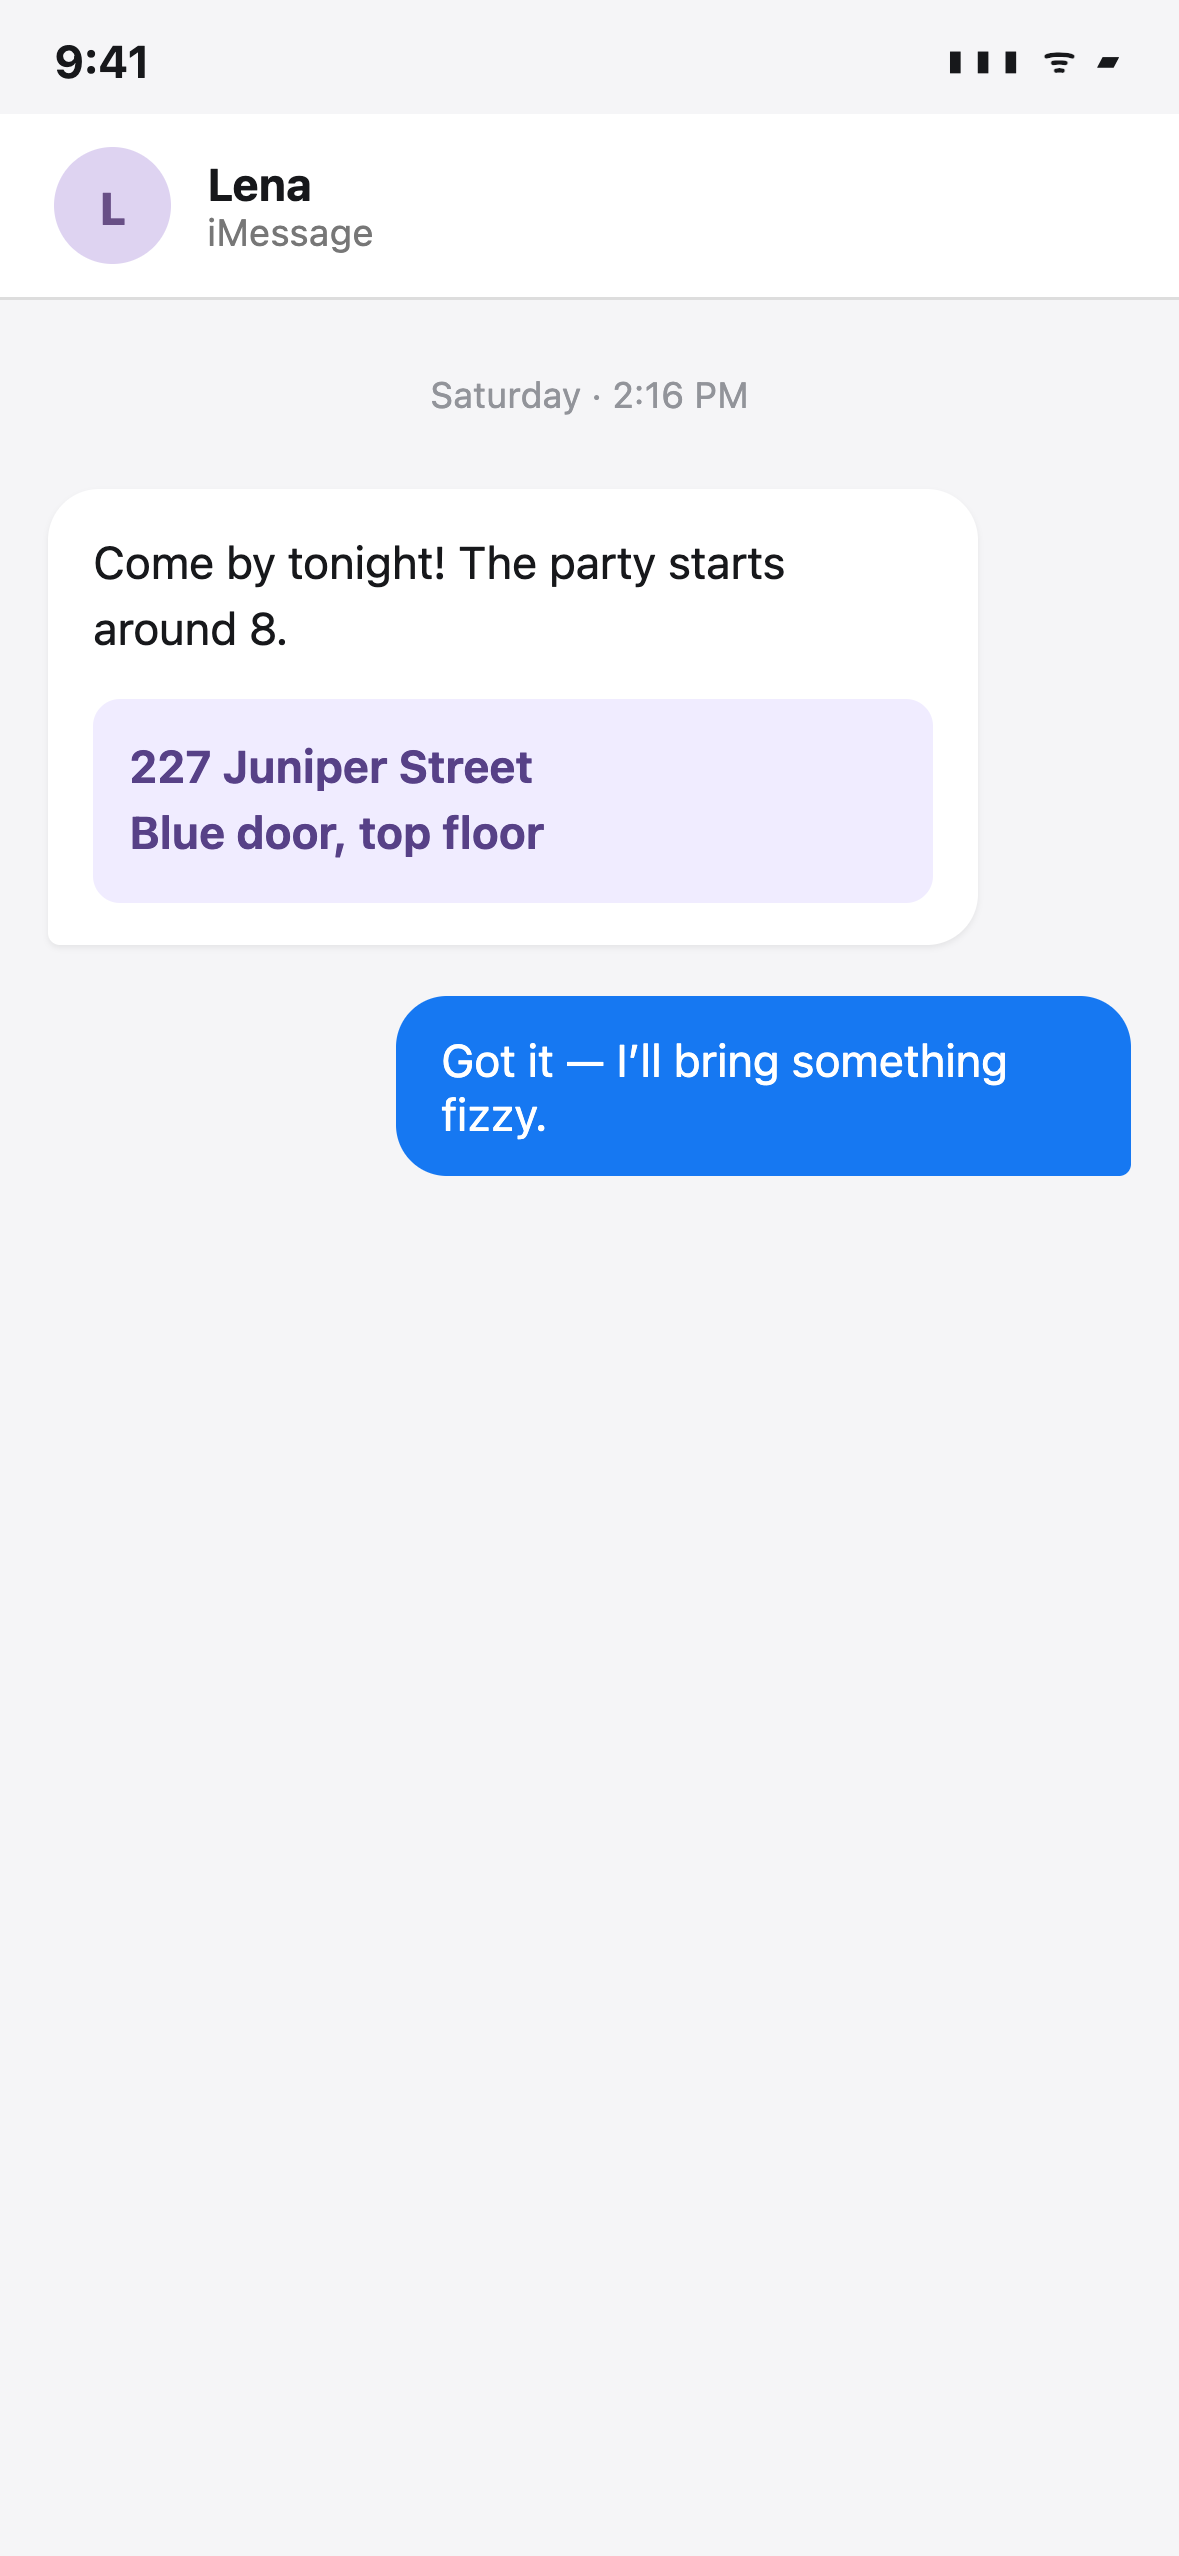 9:41
L
Lena
iMessage
Saturday · 2:16 PM
Come by tonight! The party starts
around 8.
227 Juniper Street
Blue door, top floor
Got it — I’ll bring something
fizzy.